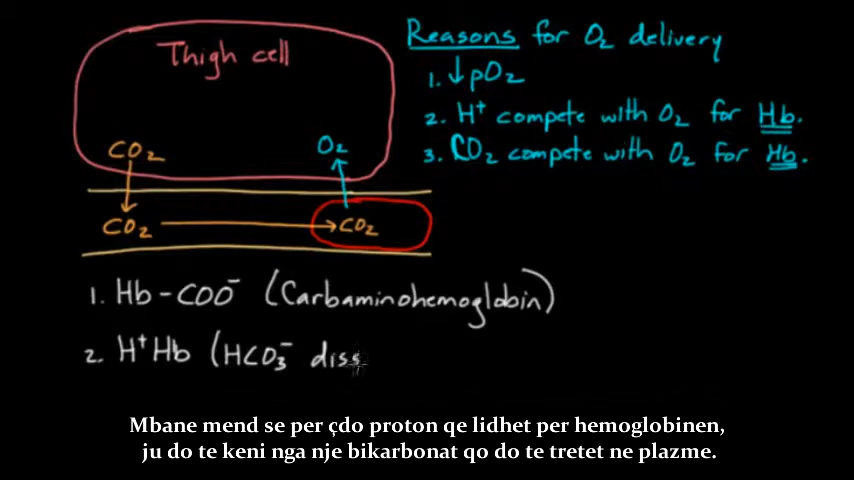 Thigh cell
CO₂
O₂
CO₂
CO₂
Reasons for O₂ delivery
1. ↓pO₂
2. H⁺ compete with O₂ for Hb.
3. CO₂ compete with O₂ for Hb.
1. Hb-COO⁻ (Carbaminohemoglobin)
2. H⁺Hb (HCO₃⁻ diss
Mbane mend se per çdo proton qe lidhet per hemoglobinen,
ju do te keni nga nje bikarbonat qo do te tretet ne plazme.